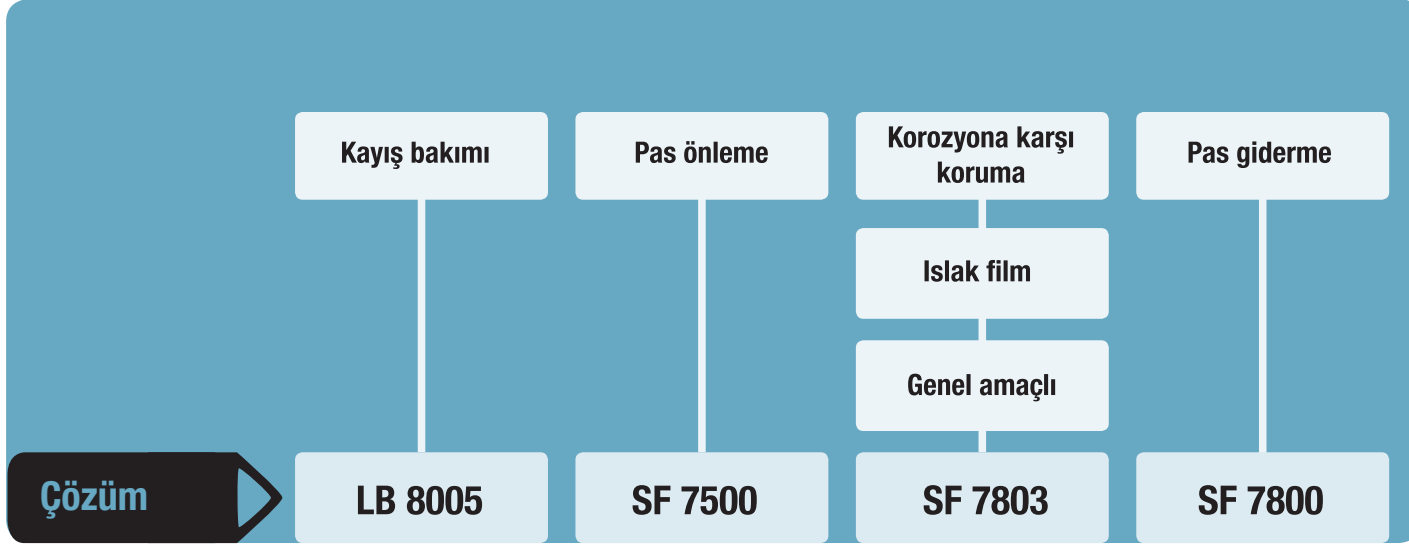 Kayış bakımı
Pas önleme
Korozyona karşı
koruma
Pas giderme
Islak film
Genel amaçlı
Çözüm
LB 8005
SF 7500
SF 7803
SF 7800